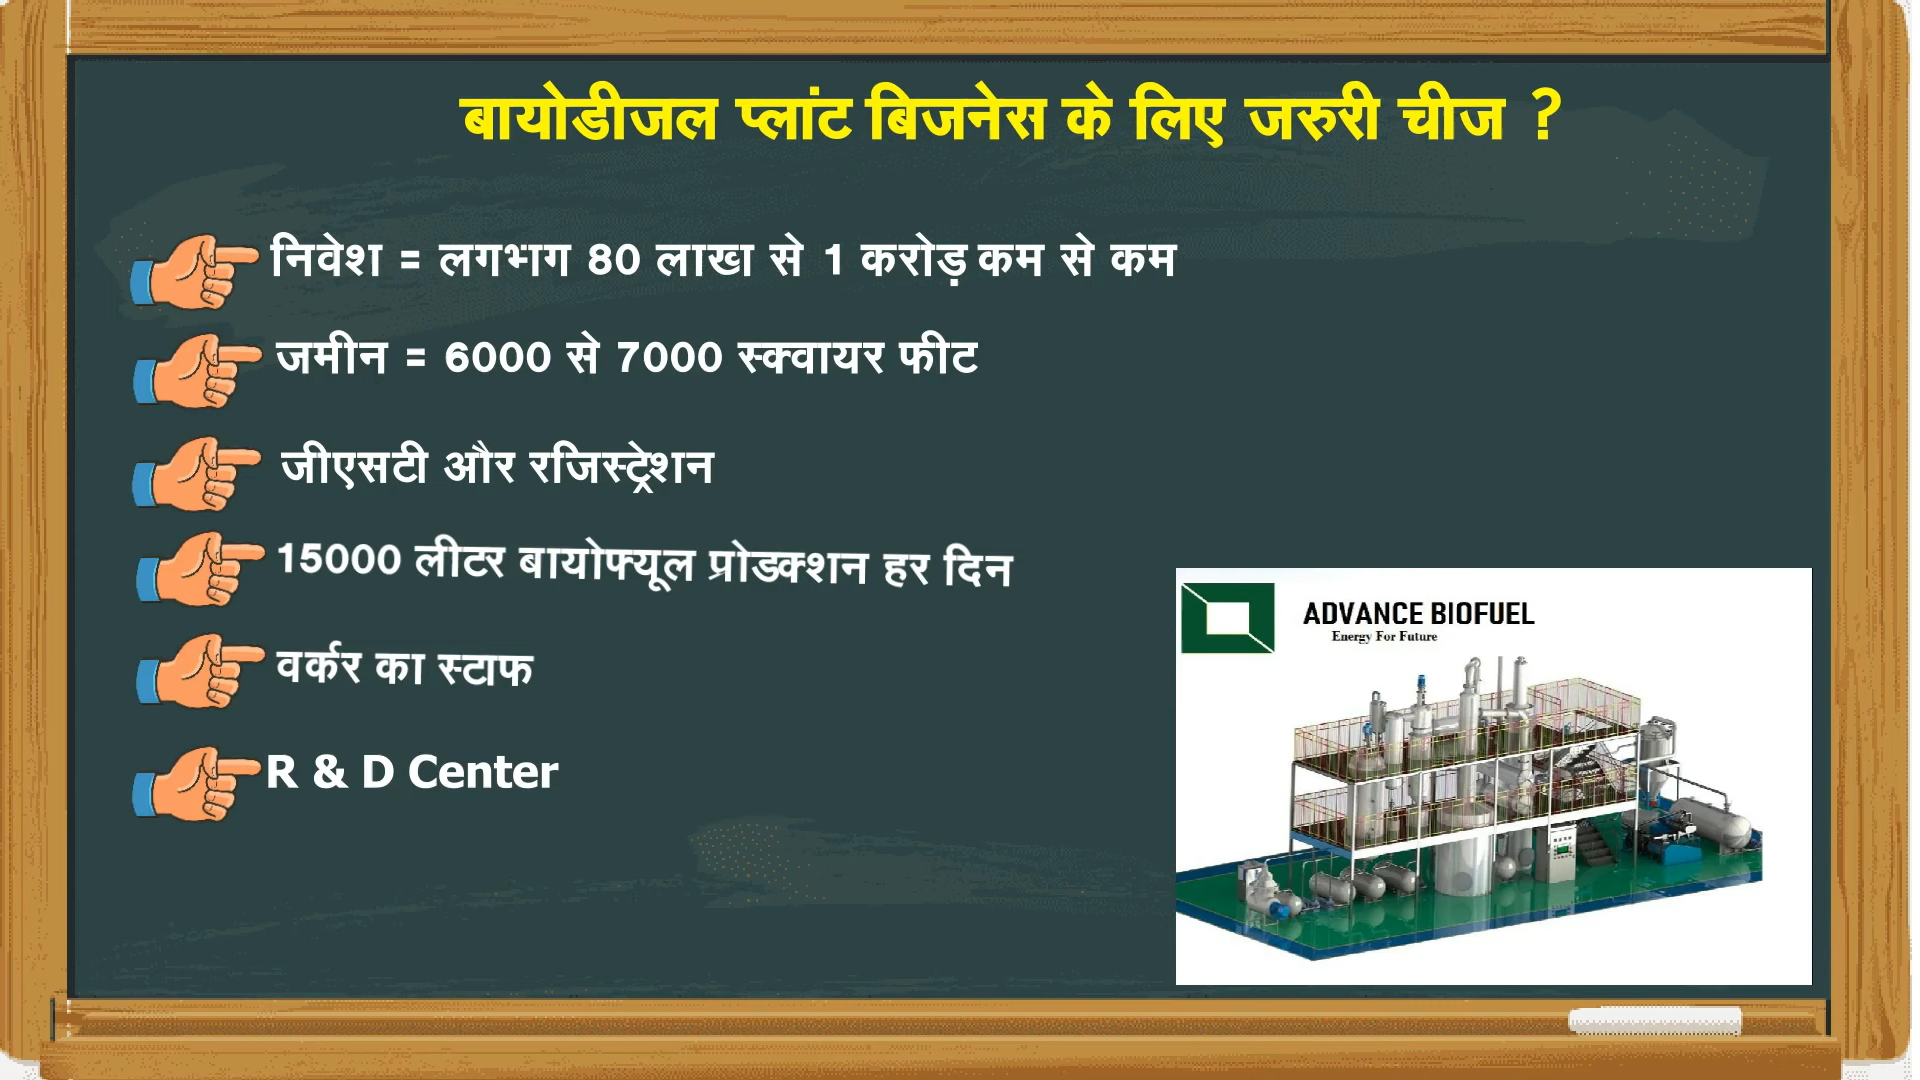 बायोडीजल प्लांट बिजनेस के लिए जरुरी चीज ?
निवेश = लगभग 80 लाख से 1 करोड़ कम से कम
जमीन = 6000 से 7000 स्क्वायर फीट
जीएसटी और रजिस्ट्रेशन
15000 लीटर बायोफ्यूल प्रोडक्शन हर दिन
वर्कर का स्टाफ
R & D Center
ADVANCE BIOFUEL
Energy For Future